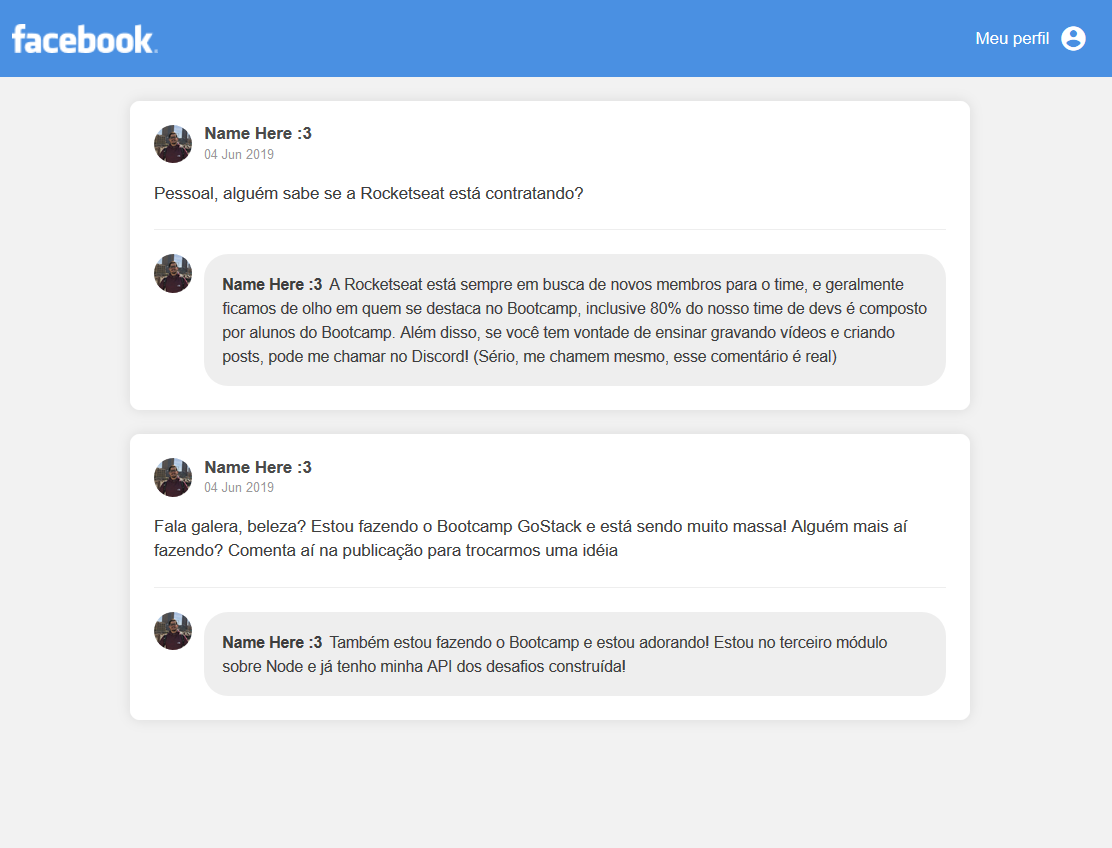 facebook.
Meu perfil
Name Here :3
04 Jun 2019
Pessoal, alguém sabe se a Rocketseat está contratando?
Name Here :3 A Rocketseat está sempre em busca de novos membros para o time, e geralmente
ficamos de olho em quem se destaca no Bootcamp, inclusive 80% do nosso time de devs é composto
por alunos do Bootcamp. Além disso, se você tem vontade de ensinar gravando vídeos e criando
posts, pode me chamar no Discord! (Sério, me chamem mesmo, esse comentário é real)
Name Here :3
04 Jun 2019
Fala galera, beleza? Estou fazendo o Bootcamp GoStack e está sendo muito massa! Alguém mais aí
fazendo? Comenta aí na publicação para trocarmos uma idéia
Name Here :3 Também estou fazendo o Bootcamp e estou adorando! Estou no terceiro módulo
sobre Node e já tenho minha API dos desafios construída!